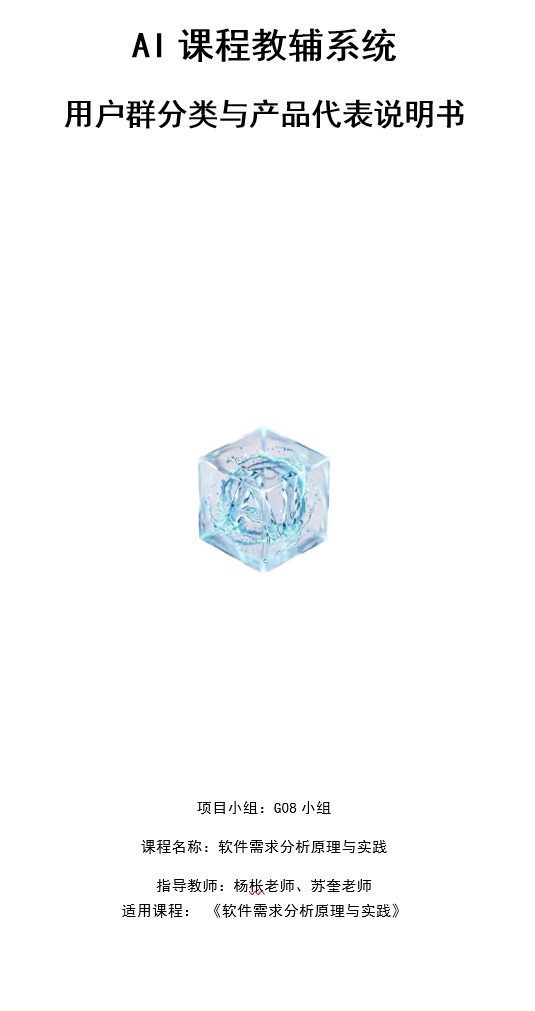 AI 课程教辅系统
用户群分类与产品代表说明书
AI
项目小组：G08 小组
课程名称：软件需求分析原理与实践
指导教师：杨枨老师、苏奎老师
适用课程： 《软件需求分析原理与实践》